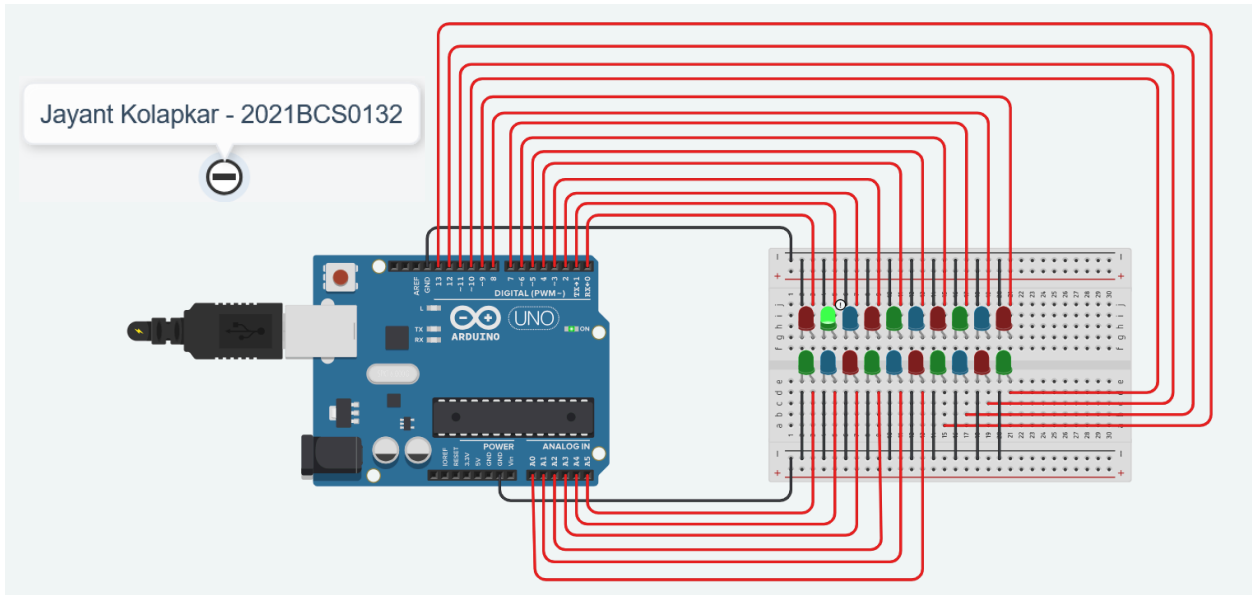 Jayant Kolapkar - 2021BCS0132
AREF
GND
13
12
~11
~10
~9
8
7
~6
~5
4
~3
2
TX→1
RX←0
DIGITAL (PWM~)
L
TX
RX
UNO
ARDUINO
ON
POWER
ANALOG IN
IOREF
RESET
3.3V
5V
GND
GND
Vin
A0
A1
A2
A3
A4
A5
j
i
h
g
f
e
d
c
b
a